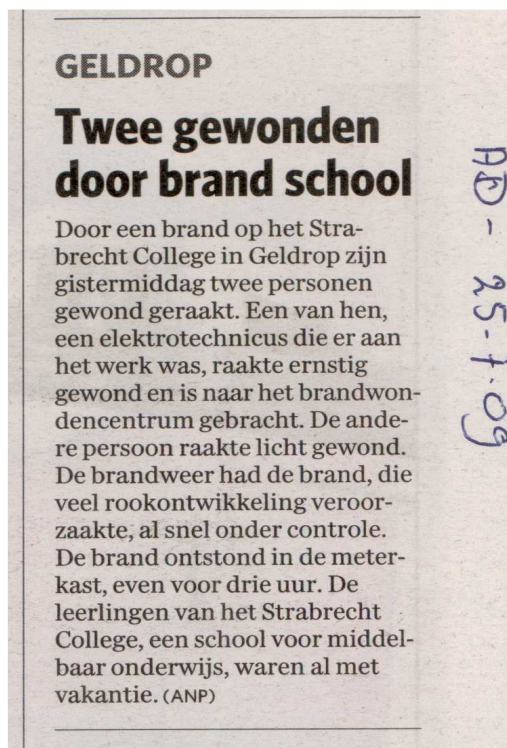 GELDROP
Twee gewonden
door brand school
Door een brand op het Stra-
brecht College in Geldrop zijn
gistermiddag twee personen
gewond geraakt. Een van hen,
een elektrotechnicus die er aan
het werk was, raakte ernstig
gewond en is naar het brandwon-
dencentrum gebracht. De ande-
re persoon raakte licht gewond.
De brandweer had de brand, die
veel rookontwikkeling veroor-
zaakte, al snel onder controle.
De brand ontstond in de meter-
kast, even voor drie uur. De
leerlingen van het Strabrecht
College, een school voor middel-
baar onderwijs, waren al met
vakantie. (ANP)
AD - 25-7-09